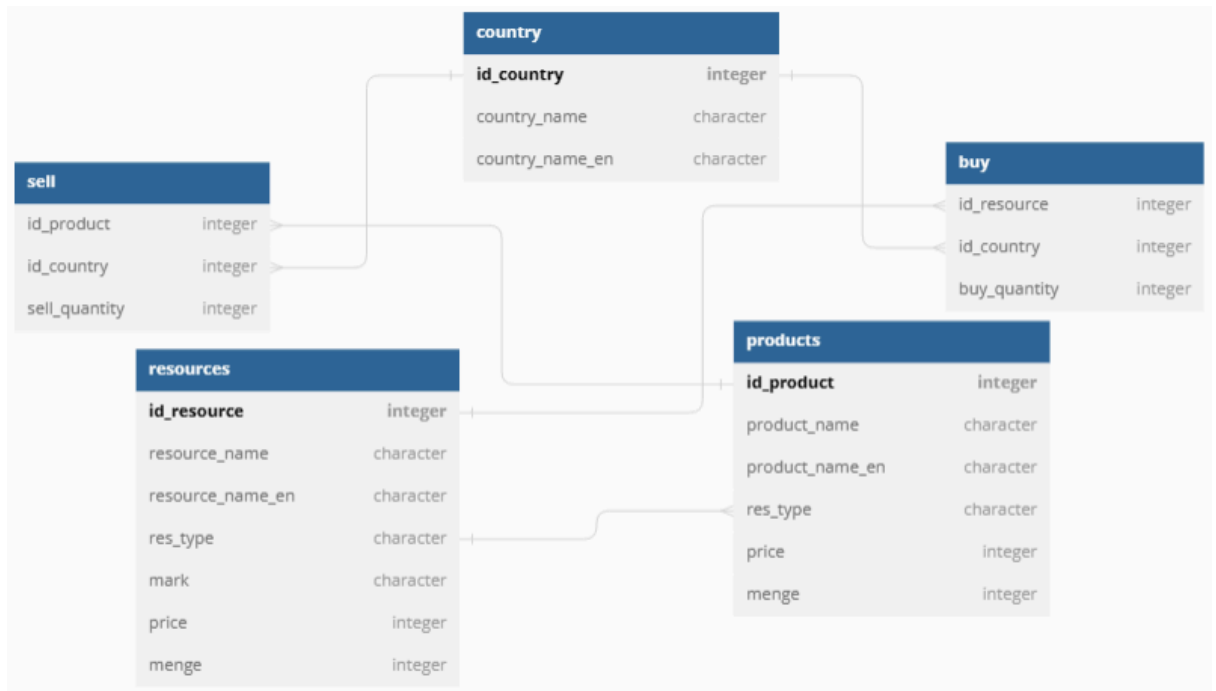 country
id_country integer
country_name character
country_name_en character
sell
id_product integer
id_country integer
sell_quantity integer
buy
id_resource integer
id_country integer
buy_quantity integer
resources
id_resource integer
resource_name character
resource_name_en character
res_type character
mark character
price integer
menge integer
products
id_product integer
product_name character
product_name_en character
res_type character
price integer
menge integer